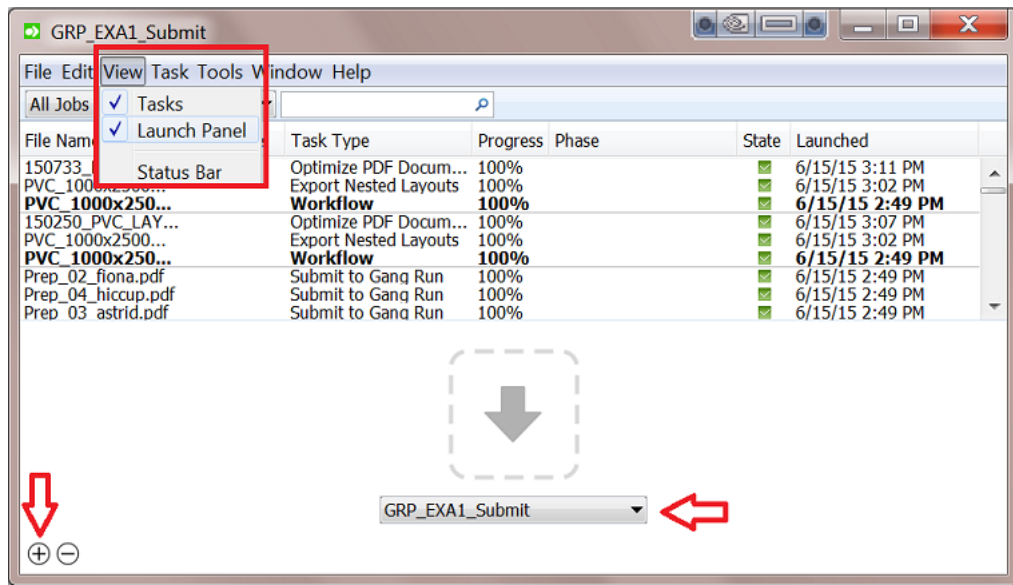 GRP_EXA1_Submit
File Edit View Task Tools Window Help
All Jobs
Tasks
Launch Panel
Status Bar
File Name Task Type Progress Phase State Launched
150733_ Optimize PDF Docum... 100% 6/15/15 3:11 PM
PVC_1000x2500... Export Nested Layouts 100% 6/15/15 3:02 PM
PVC_1000x250... Workflow 100% 6/15/15 2:49 PM
150250_PVC_LAY... Optimize PDF Docum... 100% 6/15/15 3:07 PM
PVC_1000x2500... Export Nested Layouts 100% 6/15/15 3:02 PM
PVC_1000x250... Workflow 100% 6/15/15 2:49 PM
Prep_02_fiona.pdf Submit to Gang Run 100% 6/15/15 2:49 PM
Prep_04_hiccup.pdf Submit to Gang Run 100% 6/15/15 2:49 PM
Prep_03_astrid.pdf Submit to Gang Run 100% 6/15/15 2:49 PM
GRP_EXA1_Submit